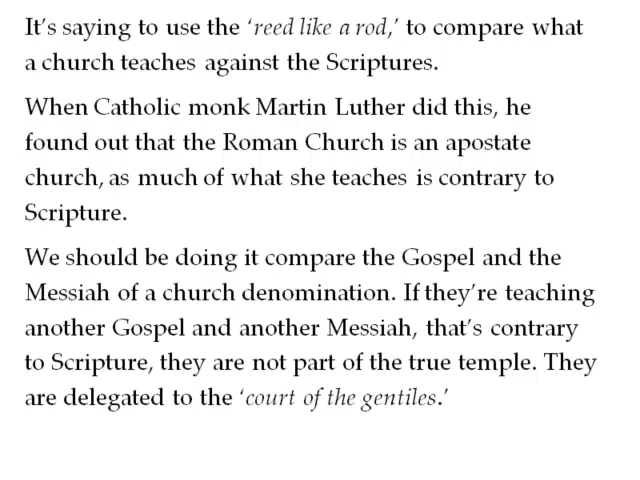 It’s saying to use the ‘reed like a rod,’ to compare what
a church teaches against the Scriptures.
When Catholic monk Martin Luther did this, he
found out that the Roman Church is an apostate
church, as much of what she teaches is contrary to
Scripture.
We should be doing it compare the Gospel and the
Messiah of a church denomination. If they’re teaching
another Gospel and another Messiah, that’s contrary
to Scripture, they are not part of the true temple. They
are delegated to the ‘court of the gentiles.’